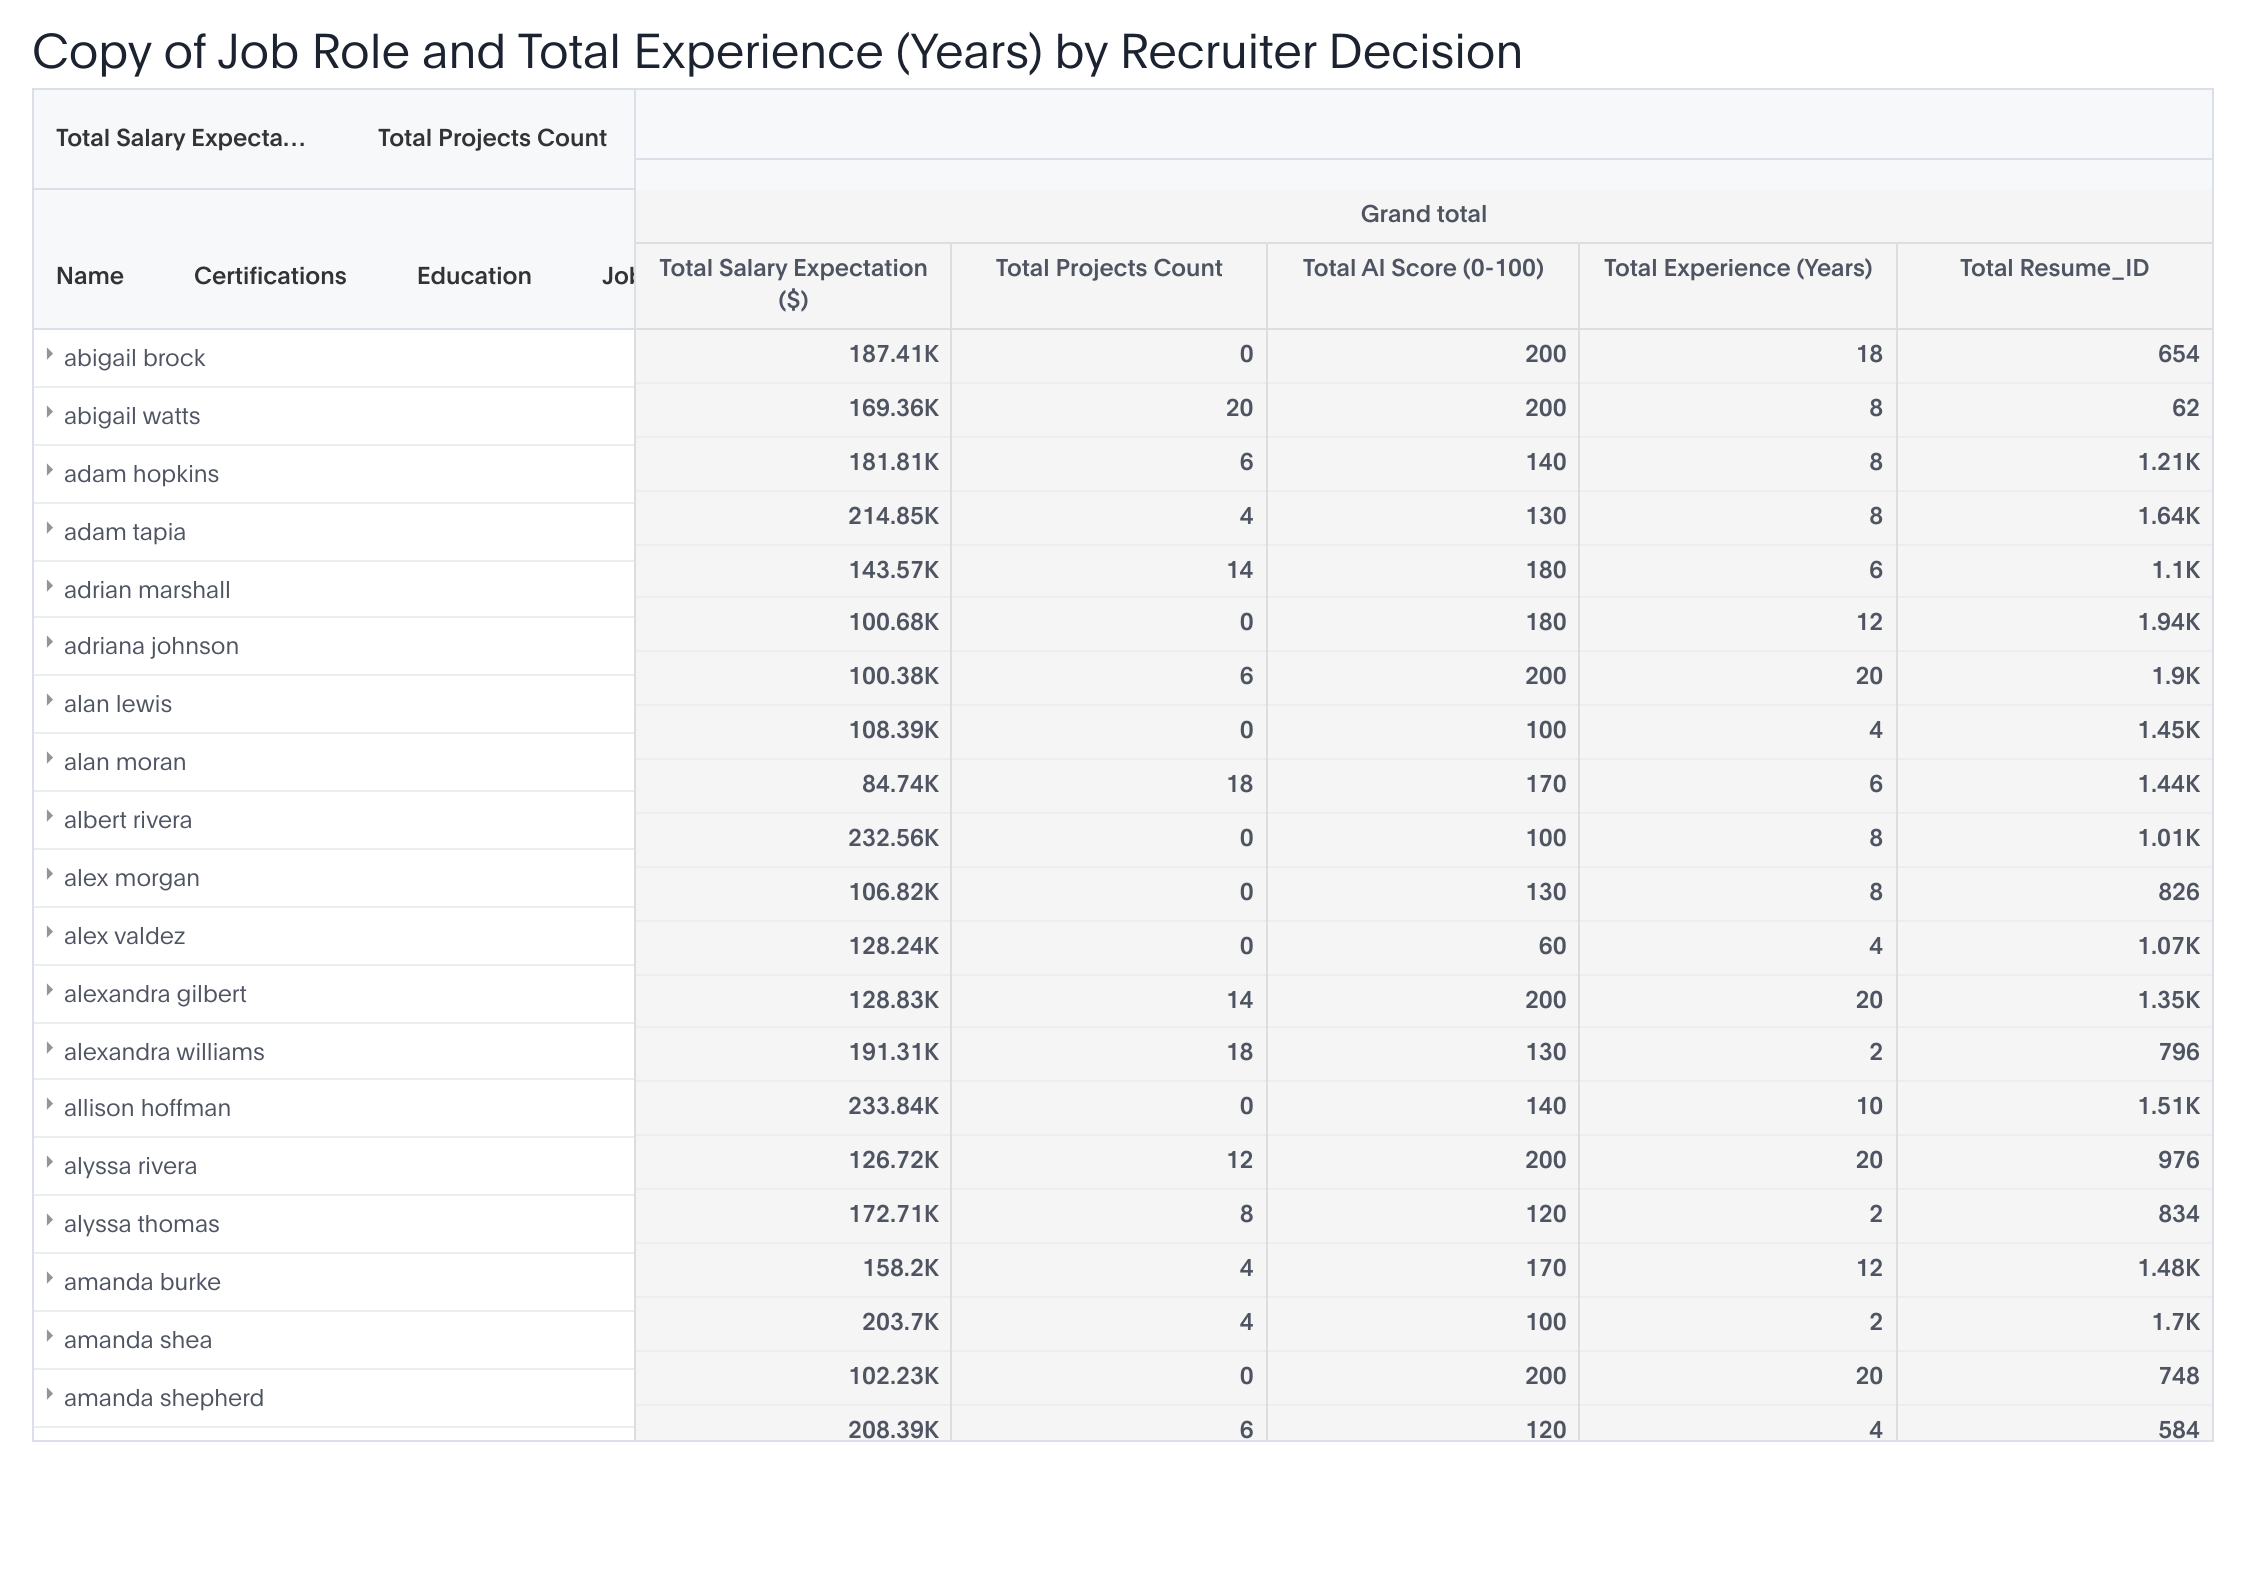 Copy of Job Role and Total Experience (Years) by Recruiter Decision
Total Salary Expecta... Total Projects Count
Grand total
Name Certifications Education Job Total Salary Expectation ($) Total Projects Count Total AI Score (0-100) Total Experience (Years) Total Resume_ID
abigail brock 187.41K 0 200 18 654
abigail watts 169.36K 20 200 8 62
adam hopkins 181.81K 6 140 8 1.21K
adam tapia 214.85K 4 130 8 1.64K
adrian marshall 143.57K 14 180 6 1.1K
adriana johnson 100.68K 0 180 12 1.94K
alan lewis 100.38K 6 200 20 1.9K
alan moran 108.39K 0 100 4 1.45K
albert rivera 84.74K 18 170 6 1.44K
alex morgan 232.56K 0 100 8 1.01K
alex valdez 106.82K 0 130 8 826
alexandra gilbert 128.24K 0 60 4 1.07K
alexandra williams 128.83K 14 200 20 1.35K
allison hoffman 191.31K 18 130 2 796
alyssa rivera 233.84K 0 140 10 1.51K
alyssa thomas 126.72K 12 200 20 976
amanda burke 172.71K 8 120 2 834
amanda shea 158.2K 4 170 12 1.48K
amanda shepherd 203.7K 4 100 2 1.7K
102.23K 0 200 20 748
208.39K 6 120 4 584